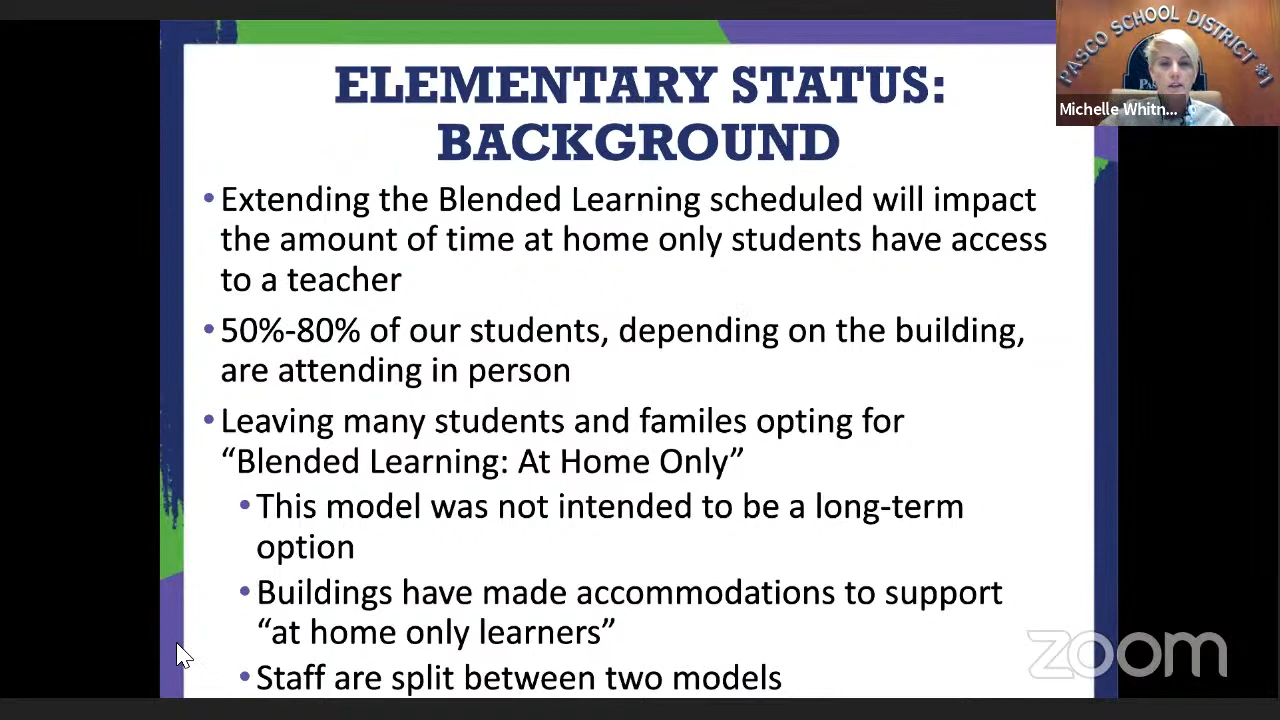 ELEMENTARY STATUS:
BACKGROUND
•Extending the Blended Learning scheduled will impact
the amount of time at home only students have access
to a teacher
•50%-80% of our students, depending on the building,
are attending in person
•Leaving many students and familes opting for
“Blended Learning: At Home Only”
•This model was not intended to be a long-term
option
•Buildings have made accommodations to support
“at home only learners”
•Staff are split between two models
PASCO SCHOOL DISTRICT #1
Michelle Whitn...
zoom